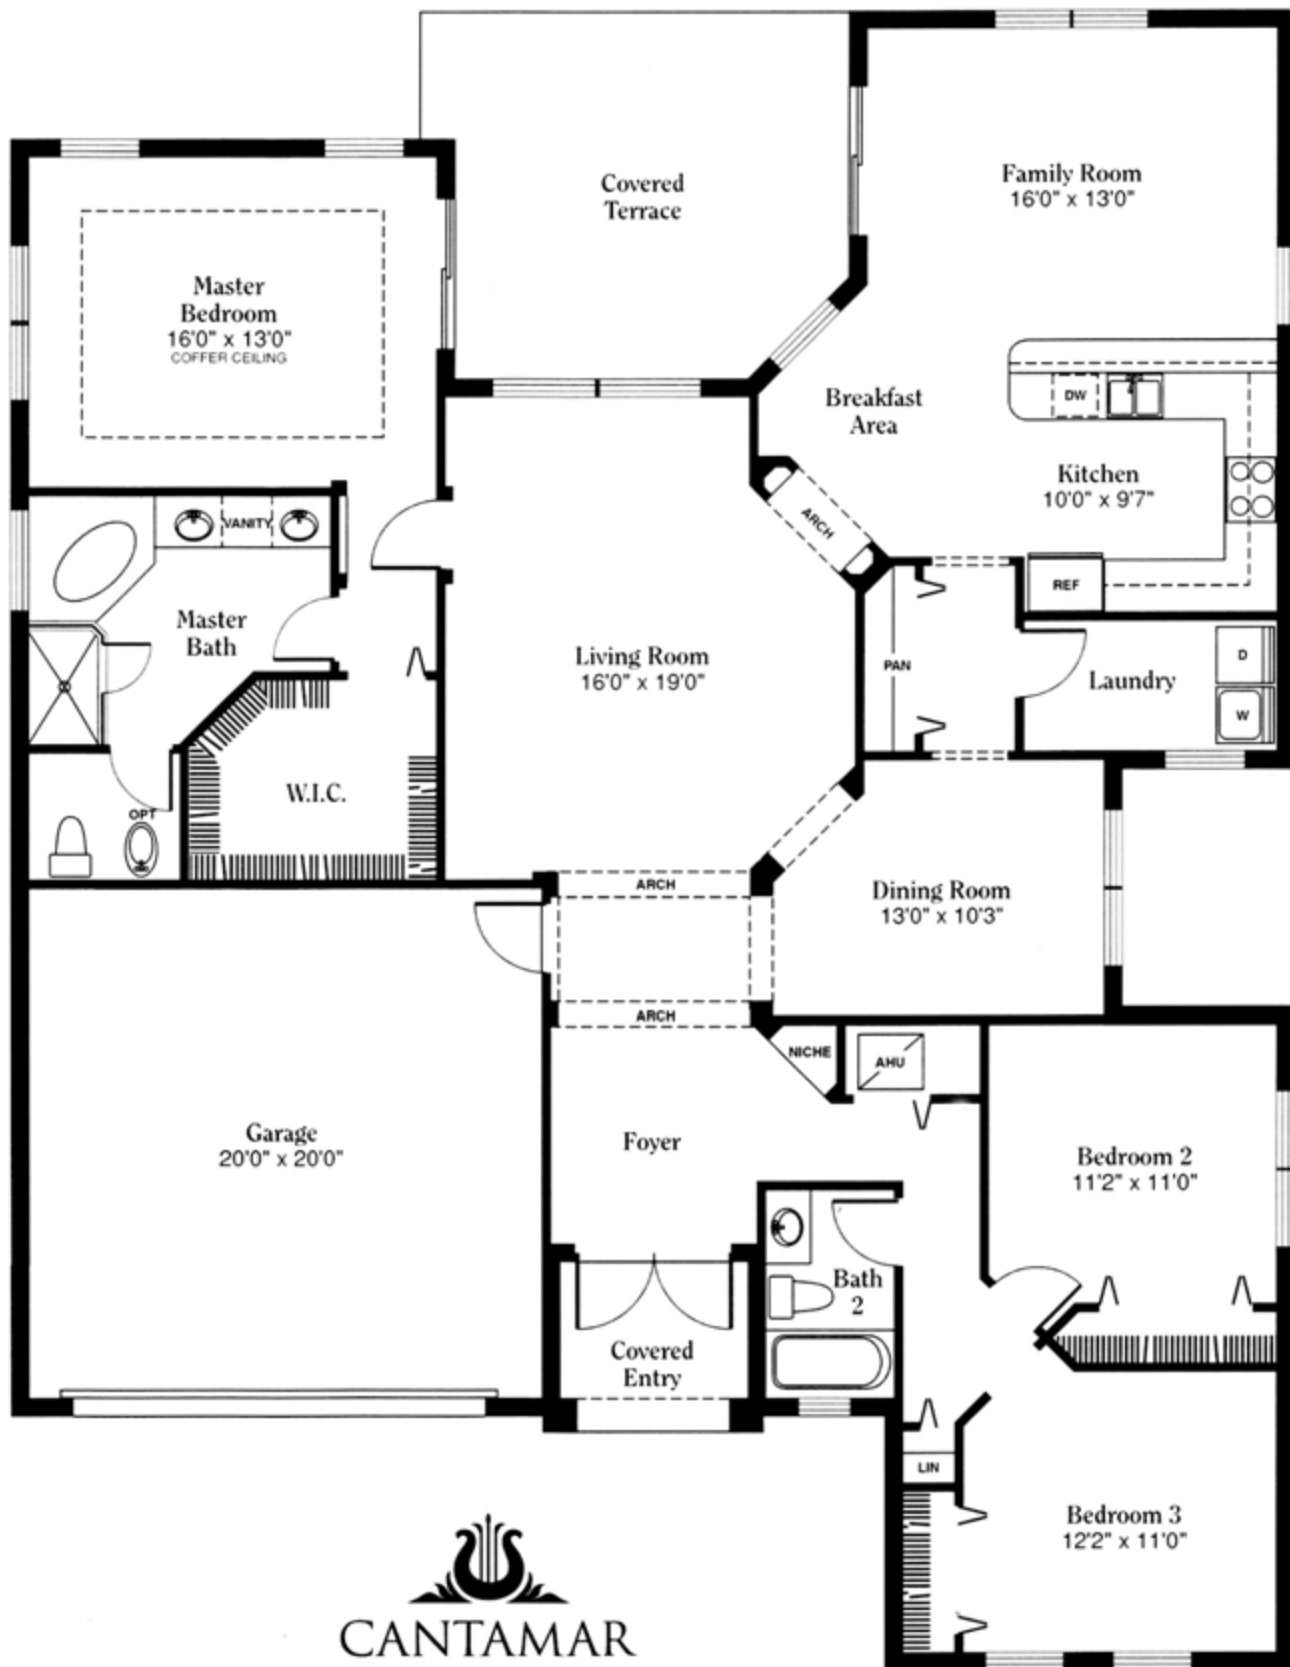 Covered
Terrace
Family Room
16'0" x 13'0"
Master
Bedroom
16'0" x 13'0"
COFFER CEILING
Breakfast
Area
DW
Kitchen
10'0" x 9'7"
VANITY
ARCH
REF
Master
Bath
Living Room
16'0" x 19'0"
PAN
Laundry
D
W
W.I.C.
OPT
ARCH
Dining Room
13'0" x 10'3"
ARCH
NICHE
AHU
Garage
20'0" x 20'0"
Foyer
Bedroom 2
11'2" x 11'0"
Bath
2
Covered
Entry
LIN
Bedroom 3
12'2" x 11'0"
CANTAMAR